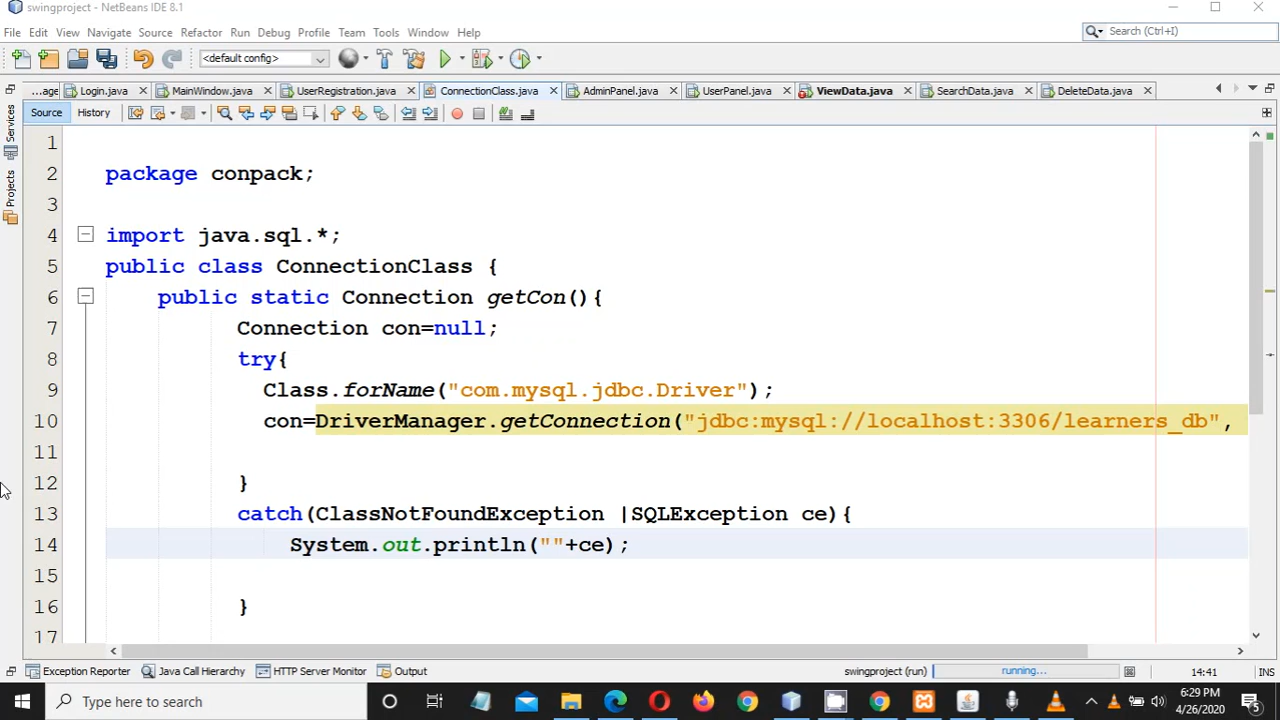 swingproject - NetBeans IDE 8.1
File Edit View Navigate Source Refactor Run Debug Profile Team Tools Window Help
Search (Ctrl+I)
<default config>
...age Login.java MainWindow.java UserRegistration.java ConnectionClass.java AdminPanel.java UserPanel.java ViewData.java SearchData.java DeleteData.java
Source History
Services
Projects
1
2 package conpack;
3
4 import java.sql.*;
5 public class ConnectionClass {
6 public static Connection getCon(){
7 Connection con=null;
8 try{
9 Class.forName("com.mysql.jdbc.Driver");
10 con=DriverManager.getConnection("jdbc:mysql://localhost:3306/learners_db",
11
12 }
13 catch(ClassNotFoundException |SQLException ce){
14 System.out.println(""+ce);
15
16 }
17
Exception Reporter Java Call Hierarchy HTTP Server Monitor Output swingproject (run) running... 14:41 INS
Type here to search
6:29 PM
4/26/2020
5